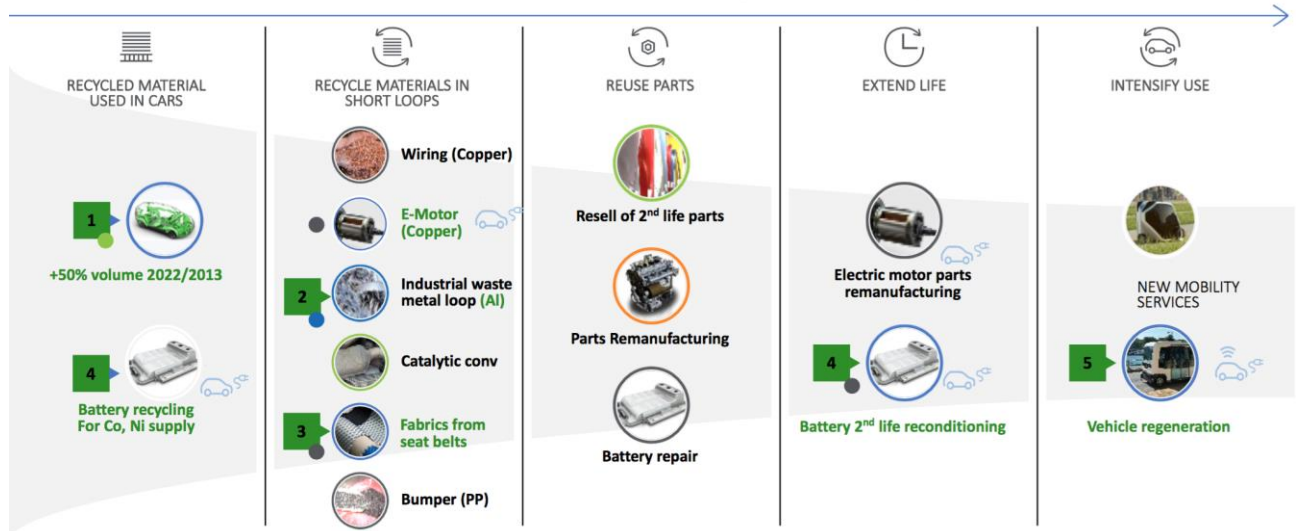 RECYCLED MATERIAL
USED IN CARS
1
+50% volume 2022/2013
4
Battery recycling
For Co, Ni supply
RECYCLE MATERIALS IN
SHORT LOOPS
Wiring (Copper)
E-Motor
(Copper)
2
Industrial waste
metal loop (Al)
Catalytic conv
3
Fabrics from
seat belts
Bumper (PP)
REUSE PARTS
Resell of 2nd life parts
Parts Remanufacturing
Battery repair
EXTEND LIFE
Electric motor parts
remanufacturing
4
Battery 2nd life reconditioning
INTENSIFY USE
NEW MOBILITY
SERVICES
5
Vehicle regeneration